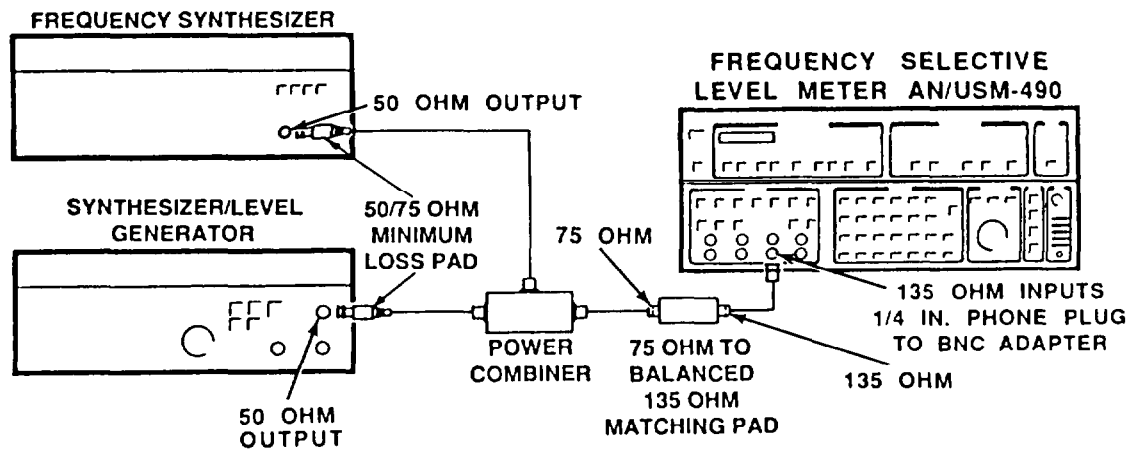 FREQUENCY SYNTHESIZER
50 OHM OUTPUT
FREQUENCY SELECTIVE
LEVEL METER AN/USM-490
SYNTHESIZER/LEVEL
GENERATOR
50/75 OHM
MINIMUM
LOSS PAD
75 OHM
135 OHM INPUTS
1/4 IN. PHONE PLUG
TO BNC ADAPTER
POWER
COMBINER
75 OHM TO
BALANCED
135 OHM
MATCHING PAD
135 OHM
50 OHM
OUTPUT